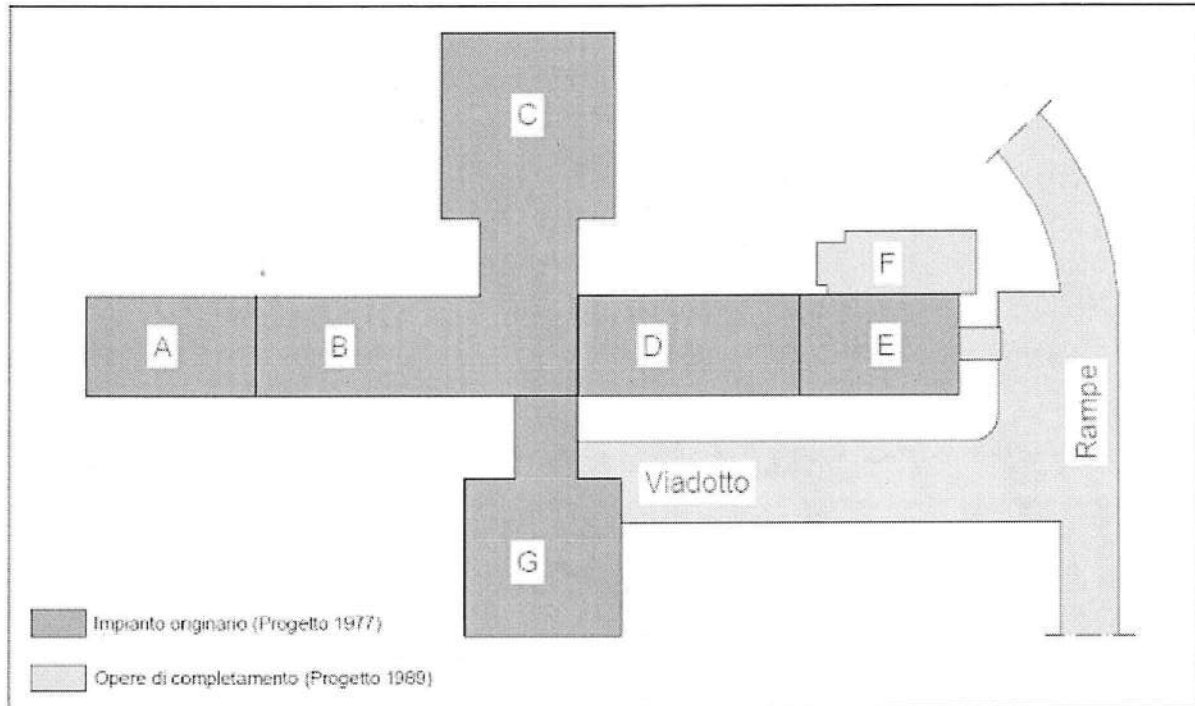 C
F
A
B
D
E
Rampe
Viadotto
G
Impianto originario (Progetto 1977)
Opere di completamento (Progetto 1989)